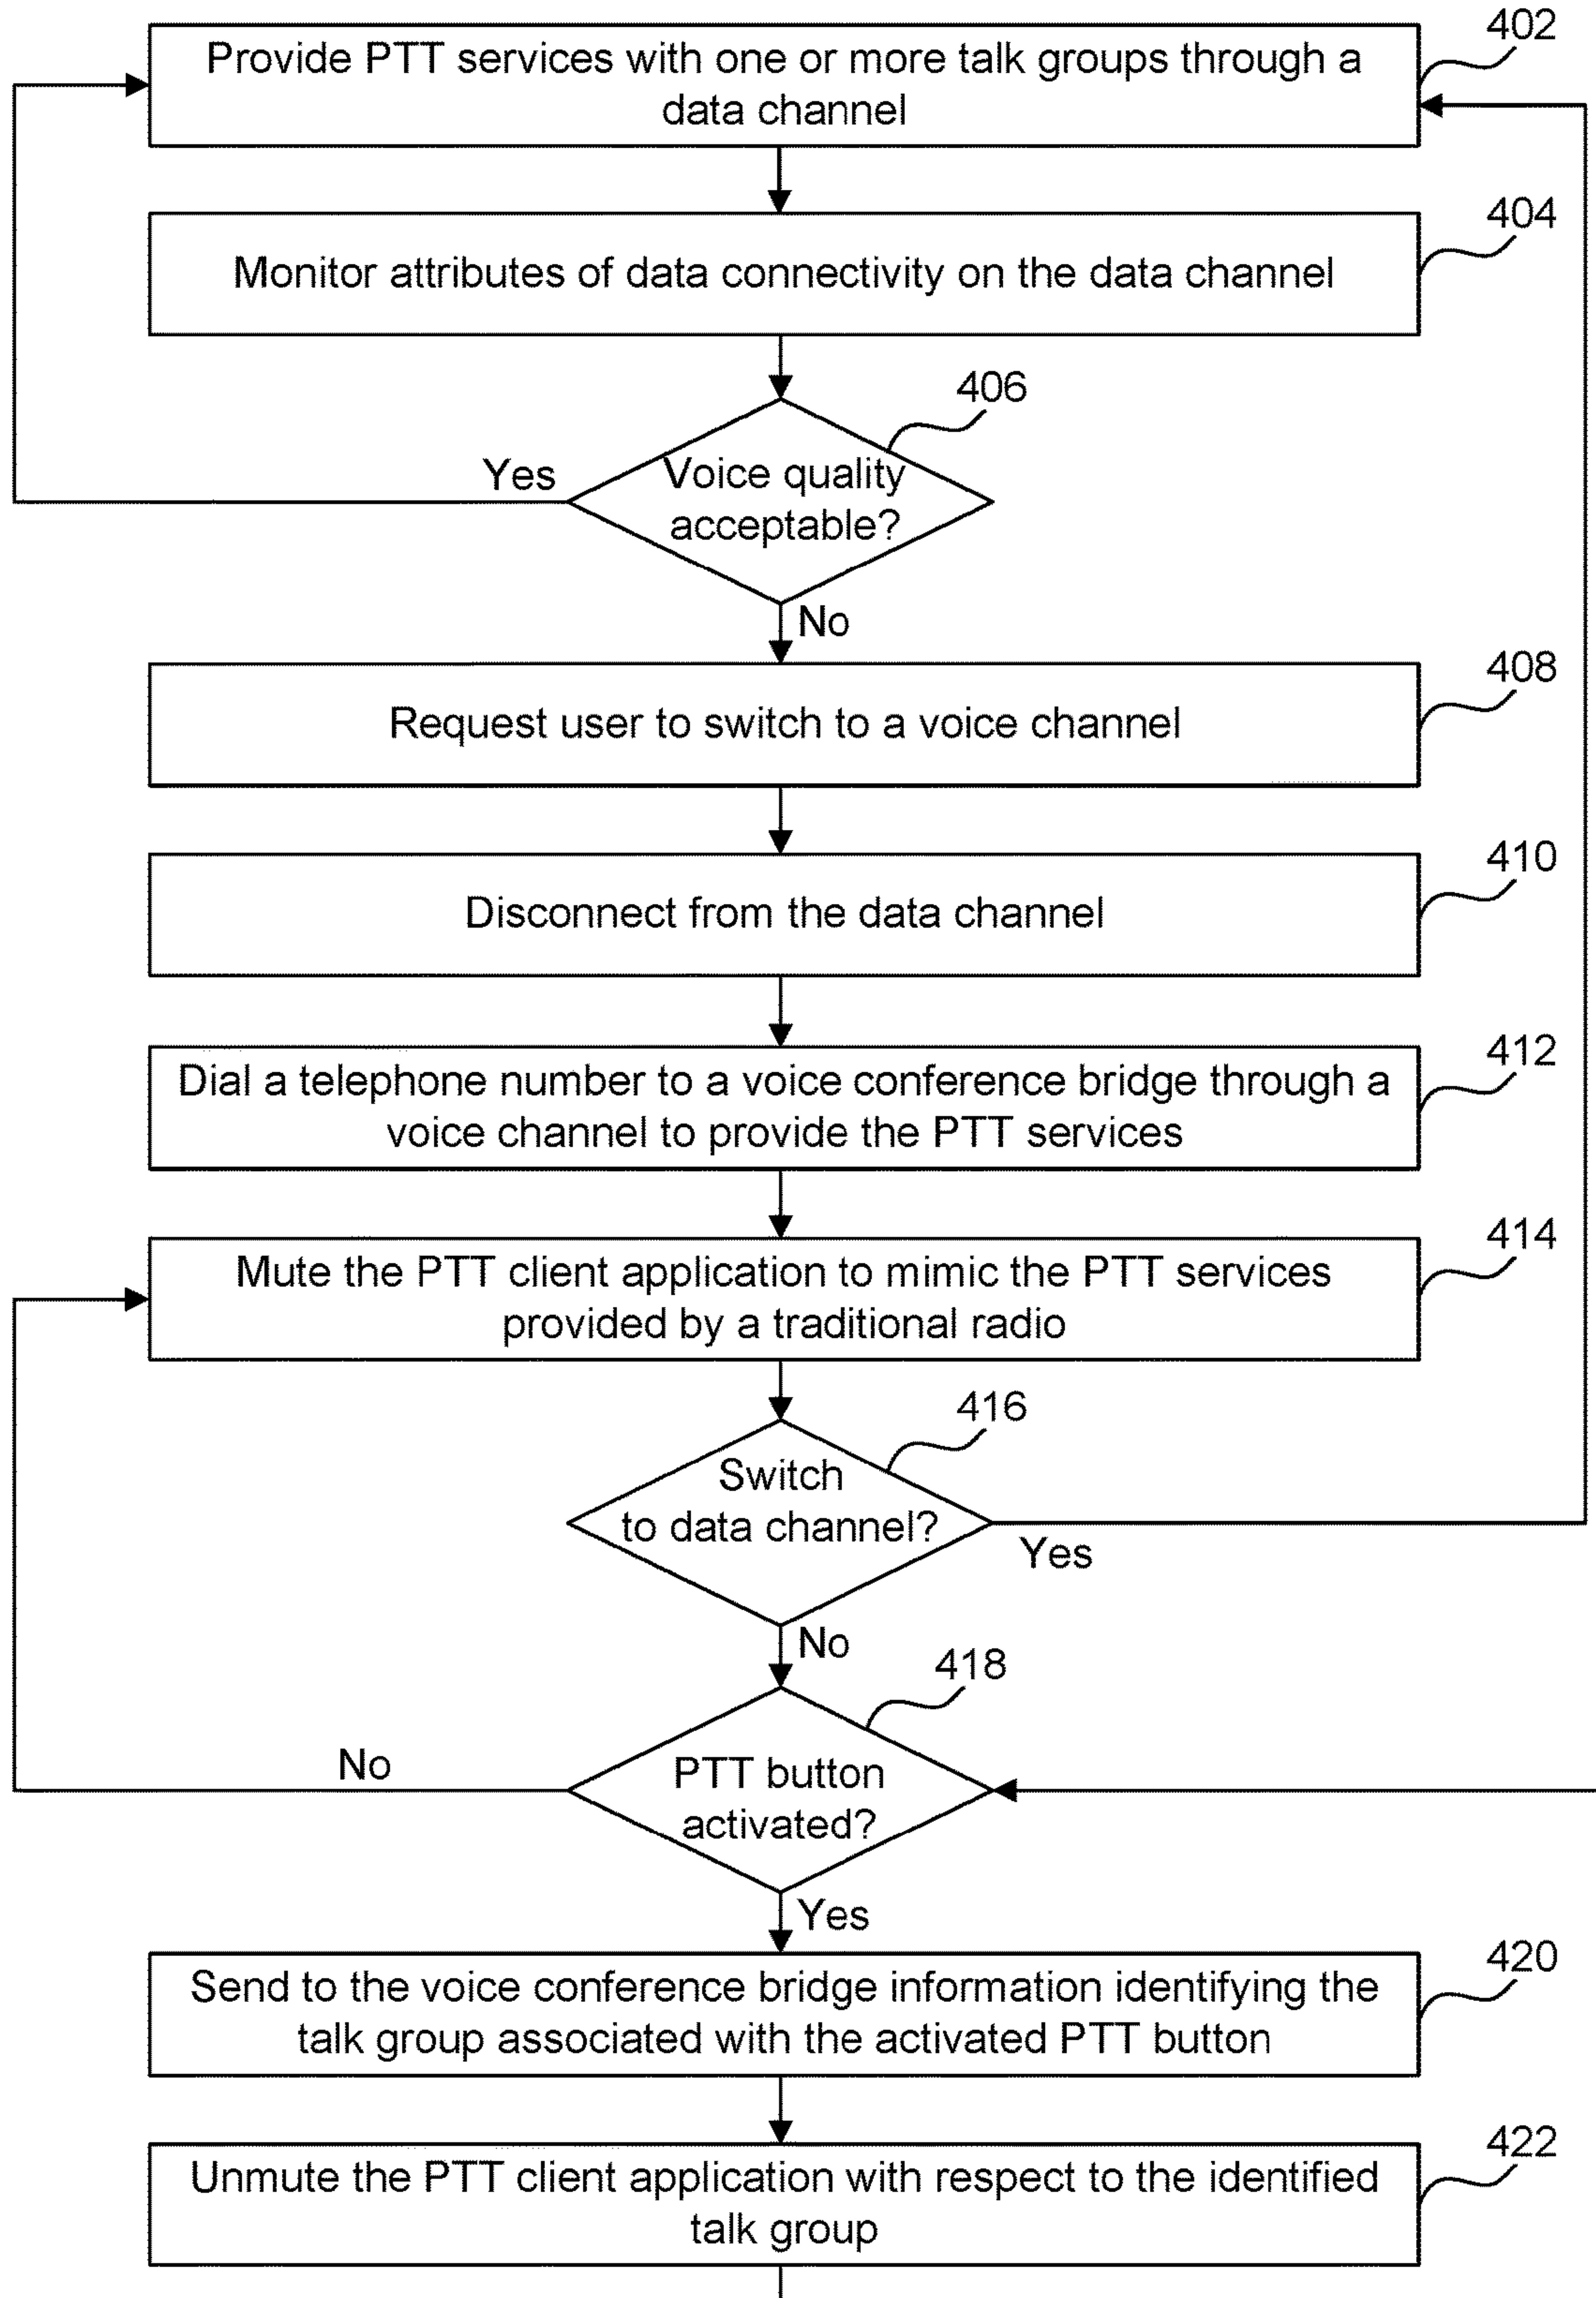 402
Provide PTT services with one or more talk groups through a
data channel
404
Monitor attributes of data connectivity on the data channel
406
Yes
Voice quality
acceptable?
No
408
Request user to switch to a voice channel
410
Disconnect from the data channel
412
Dial a telephone number to a voice conference bridge through a
voice channel to provide the PTT services
414
Mute the PTT client application to mimic the PTT services
provided by a traditional radio
416
Switch
to data channel?
Yes
No
418
No
PTT button
activated?
Yes
420
Send to the voice conference bridge information identifying the
talk group associated with the activated PTT button
422
Unmute the PTT client application with respect to the identified
talk group